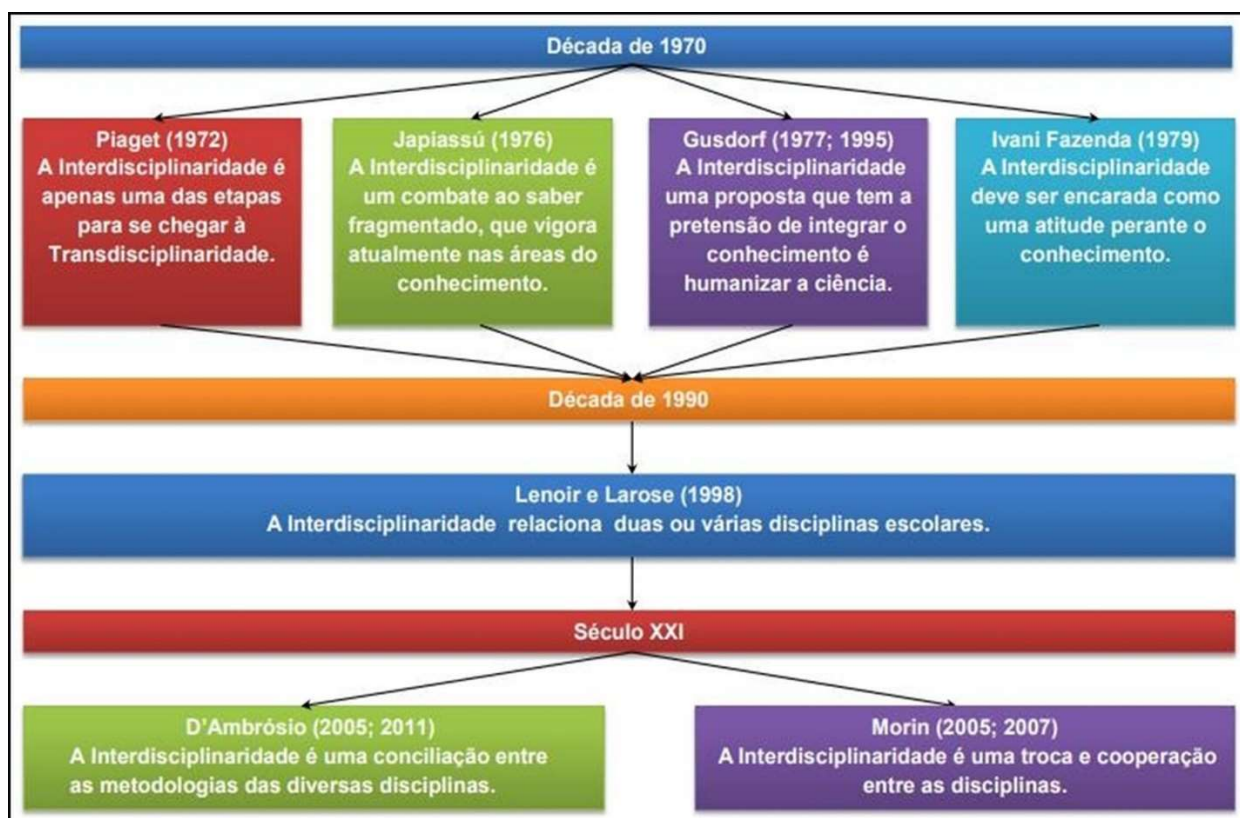 Década de 1970
Piaget (1972)
A Interdisciplinaridade é
apenas uma das etapas
para se chegar à
Transdisciplinaridade.
Japiassú (1976)
A Interdisciplinaridade é
um combate ao saber
fragmentado, que vigora
atualmente nas áreas do
conhecimento.
Gusdorf (1977; 1995)
A Interdisciplinaridade
uma proposta que tem a
pretensão de integrar o
conhecimento é
humanizar a ciência.
Ivani Fazenda (1979)
A Interdisciplinaridade
deve ser encarada como
uma atitude perante o
conhecimento.
Década de 1990
Lenoir e Larose (1998)
A Interdisciplinaridade relaciona duas ou várias disciplinas escolares.
Século XXI
D'Ambrósio (2005; 2011)
A Interdisciplinaridade é uma conciliação entre
as metodologias das diversas disciplinas.
Morin (2005; 2007)
A Interdisciplinaridade é uma troca e cooperação
entre as disciplinas.